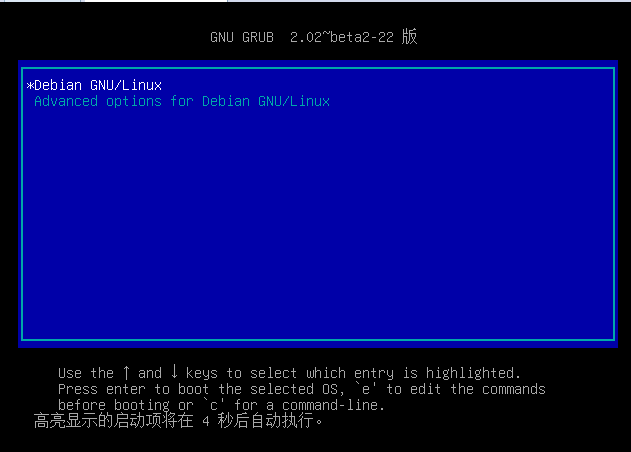 GNU GRUB 2.02~beta2-22 版
*Debian GNU/Linux
Advanced options for Debian GNU/Linux
Use the ↑ and ↓ keys to select which entry is highlighted.
Press enter to boot the selected OS, `e' to edit the commands
before booting or `c' for a command-line.
高亮显示的启动项将在 4 秒后自动执行。